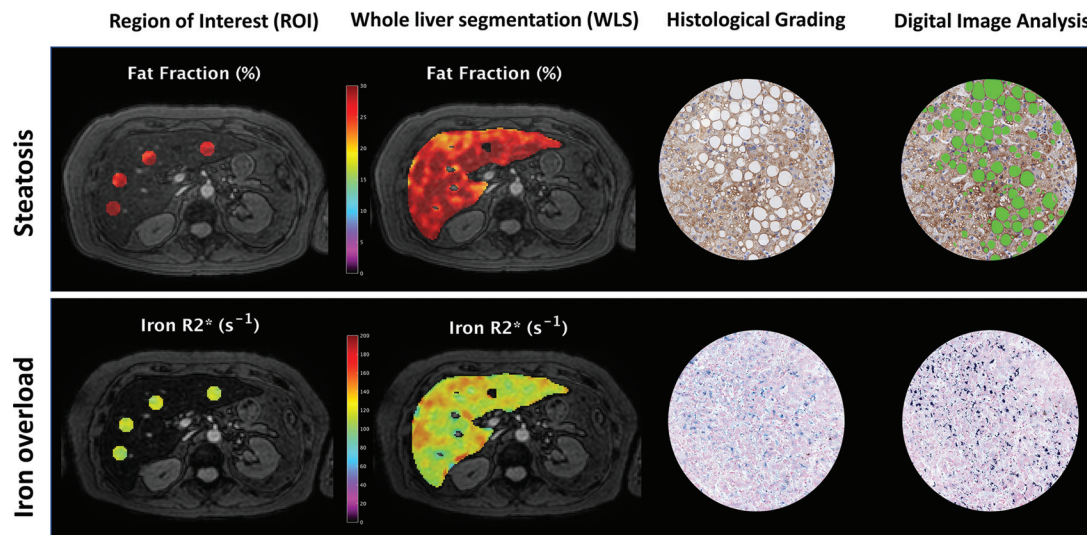 Region of Interest (ROI)
Whole liver segmentation (WLS)
Histological Grading
Digital Image Analysis
Steatosis
Fat Fraction (%)
30
25
20
15
10
5
0
Fat Fraction (%)
Iron overload
Iron R2* (s⁻¹)
200
180
160
140
120
100
80
60
40
20
0
Iron R2* (s⁻¹)